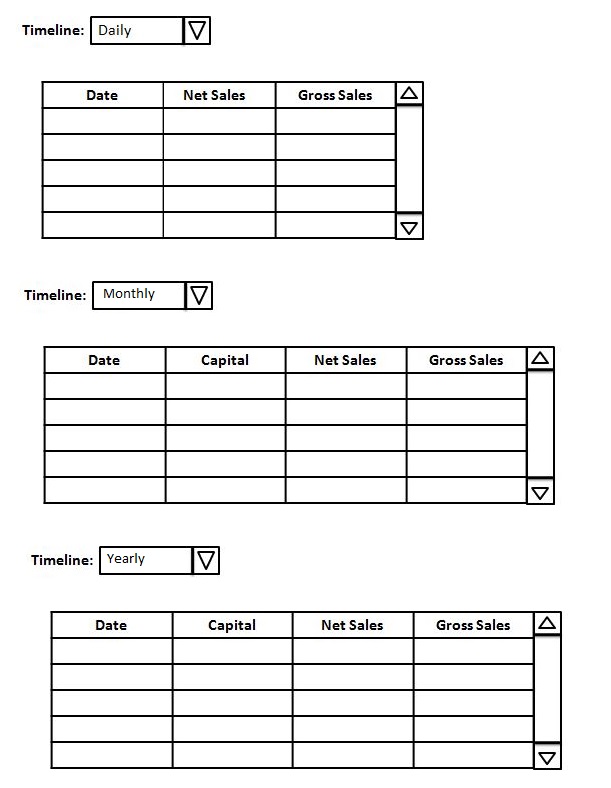 Timeline: Daily
Date Net Sales Gross Sales
Timeline: Monthly
Date Capital Net Sales Gross Sales
Timeline: Yearly
Date Capital Net Sales Gross Sales